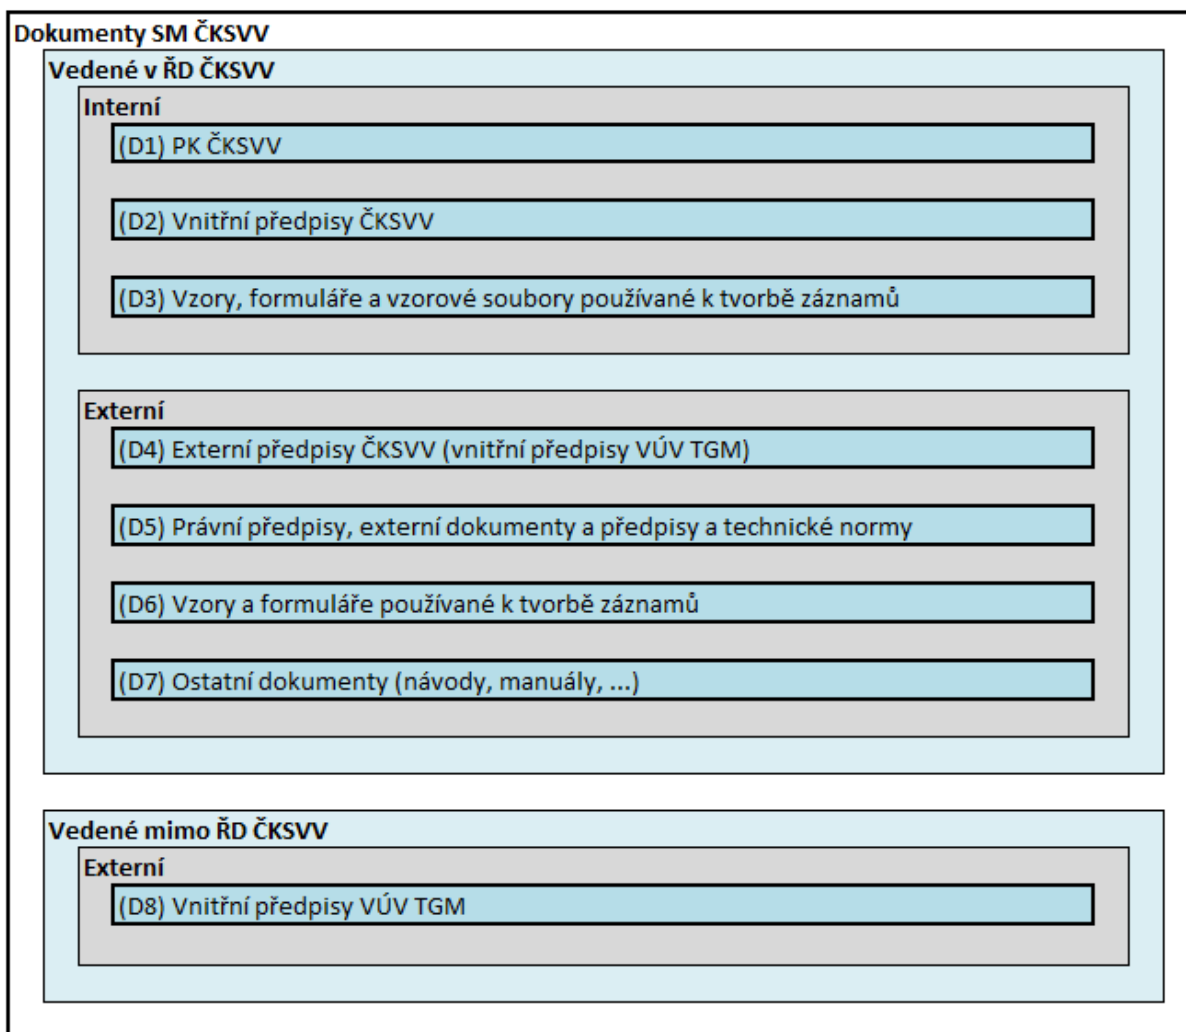 Dokumenty SM ČKSVV
Vedené v ŘD ČKSVV
Interní
(D1) PK ČKSVV
(D2) Vnitřní předpisy ČKSVV
(D3) Vzory, formuláře a vzorové soubory používané k tvorbě záznamů
Externí
(D4) Externí předpisy ČKSVV (vnitřní předpisy VÚV TGM)
(D5) Právní předpisy, externí dokumenty a předpisy a technické normy
(D6) Vzory a formuláře používané k tvorbě záznamů
(D7) Ostatní dokumenty (návody, manuály, ...)
Vedené mimo ŘD ČKSVV
Externí
(D8) Vnitřní předpisy VÚV TGM